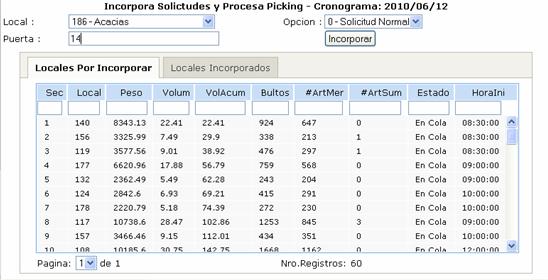 Incorpora Solictudes y Procesa Picking - Cronograma: 2010/06/12
Local : 186 - Acacias Opcion : 0 - Solicitud Normal
Puerta : 14 Incorporar
Locales Por Incorporar Locales Incorporados
Sec Local Peso Volum VolAcum Bultos #ArtMer #ArtSum Estado HoraIni
1 140 8343.13 22.41 22.41 924 647 0 En Cola 08:30:00
2 156 3325.99 7.49 29.9 338 213 1 En Cola 08:30:00
3 119 3577.56 9.01 38.92 476 297 1 En Cola 08:30:00
4 177 6620.96 17.88 56.79 759 568 0 En Cola 09:00:00
5 132 2362.49 5.49 62.28 243 204 0 En Cola 09:00:00
6 124 2842.6 6.93 69.21 415 291 0 En Cola 10:00:00
7 178 2220.79 5.18 74.39 272 230 0 En Cola 10:00:00
8 117 10738.6 28.47 102.86 1253 845 3 En Cola 09:00:00
9 157 3466.46 9.15 112.01 434 351 0 En Cola 10:00:00
10 108 10185.6 30.75 142.75 1668 1162 0 En Cola 12:00:00
Pagina: 1 de 1 Nro.Registros: 60